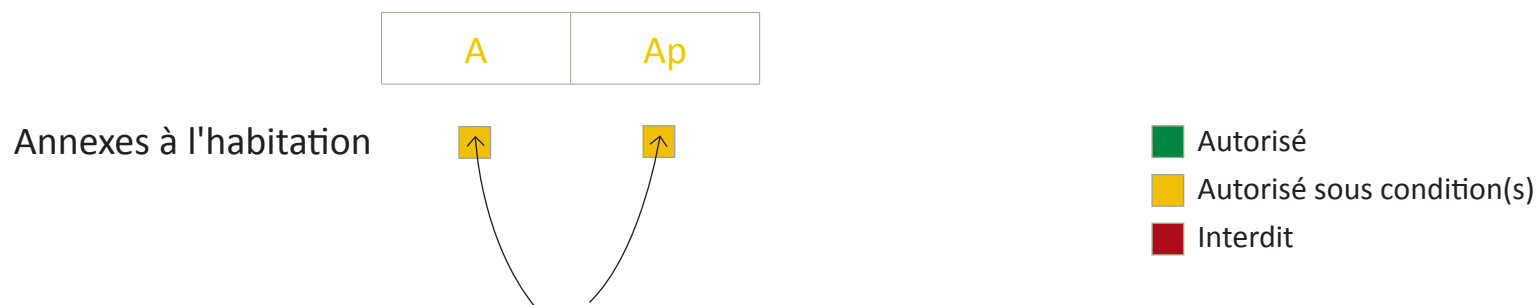 A Ap
Annexes à l'habitation
Autorisé
Autorisé sous condition(s)
Interdit